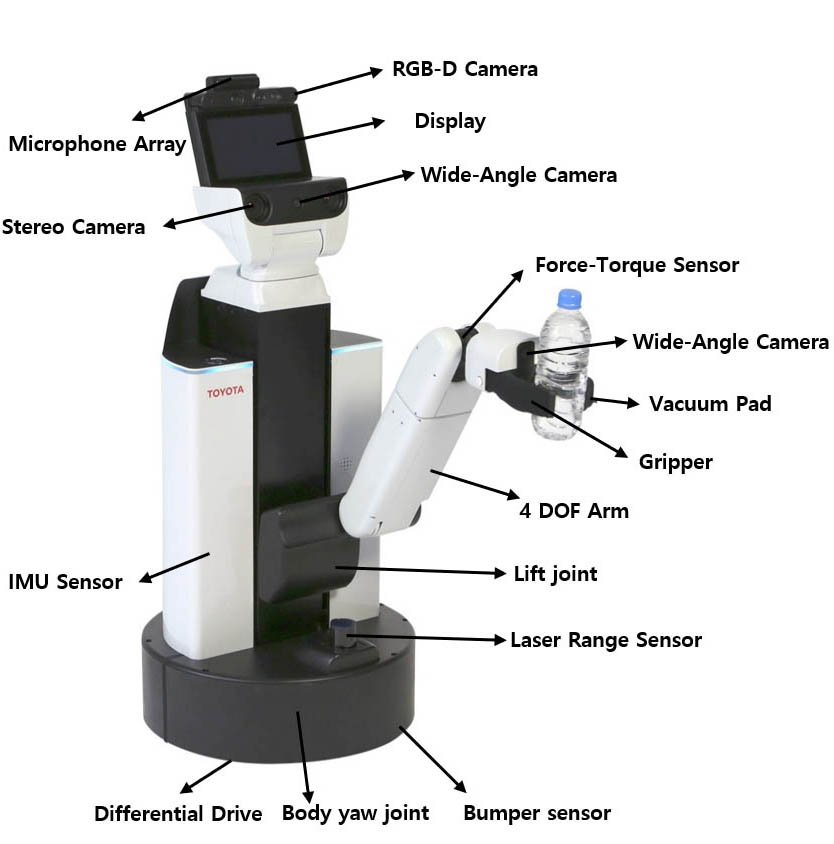 RGB-D Camera
Display
Microphone Array
Wide-Angle Camera
Stereo Camera
Force-Torque Sensor
Wide-Angle Camera
TOYOTA
Vacuum Pad
Gripper
4 DOF Arm
IMU Sensor
Lift joint
Laser Range Sensor
Differential Drive
Body yaw joint
Bumper sensor